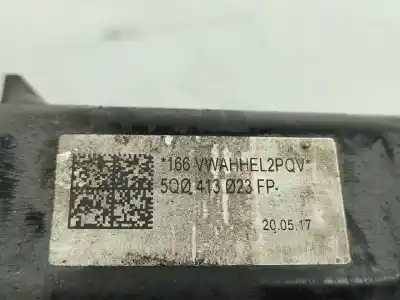 *166 VWAHHEL2PQV*
5QØ 413 Ø23 FP
20.05.17